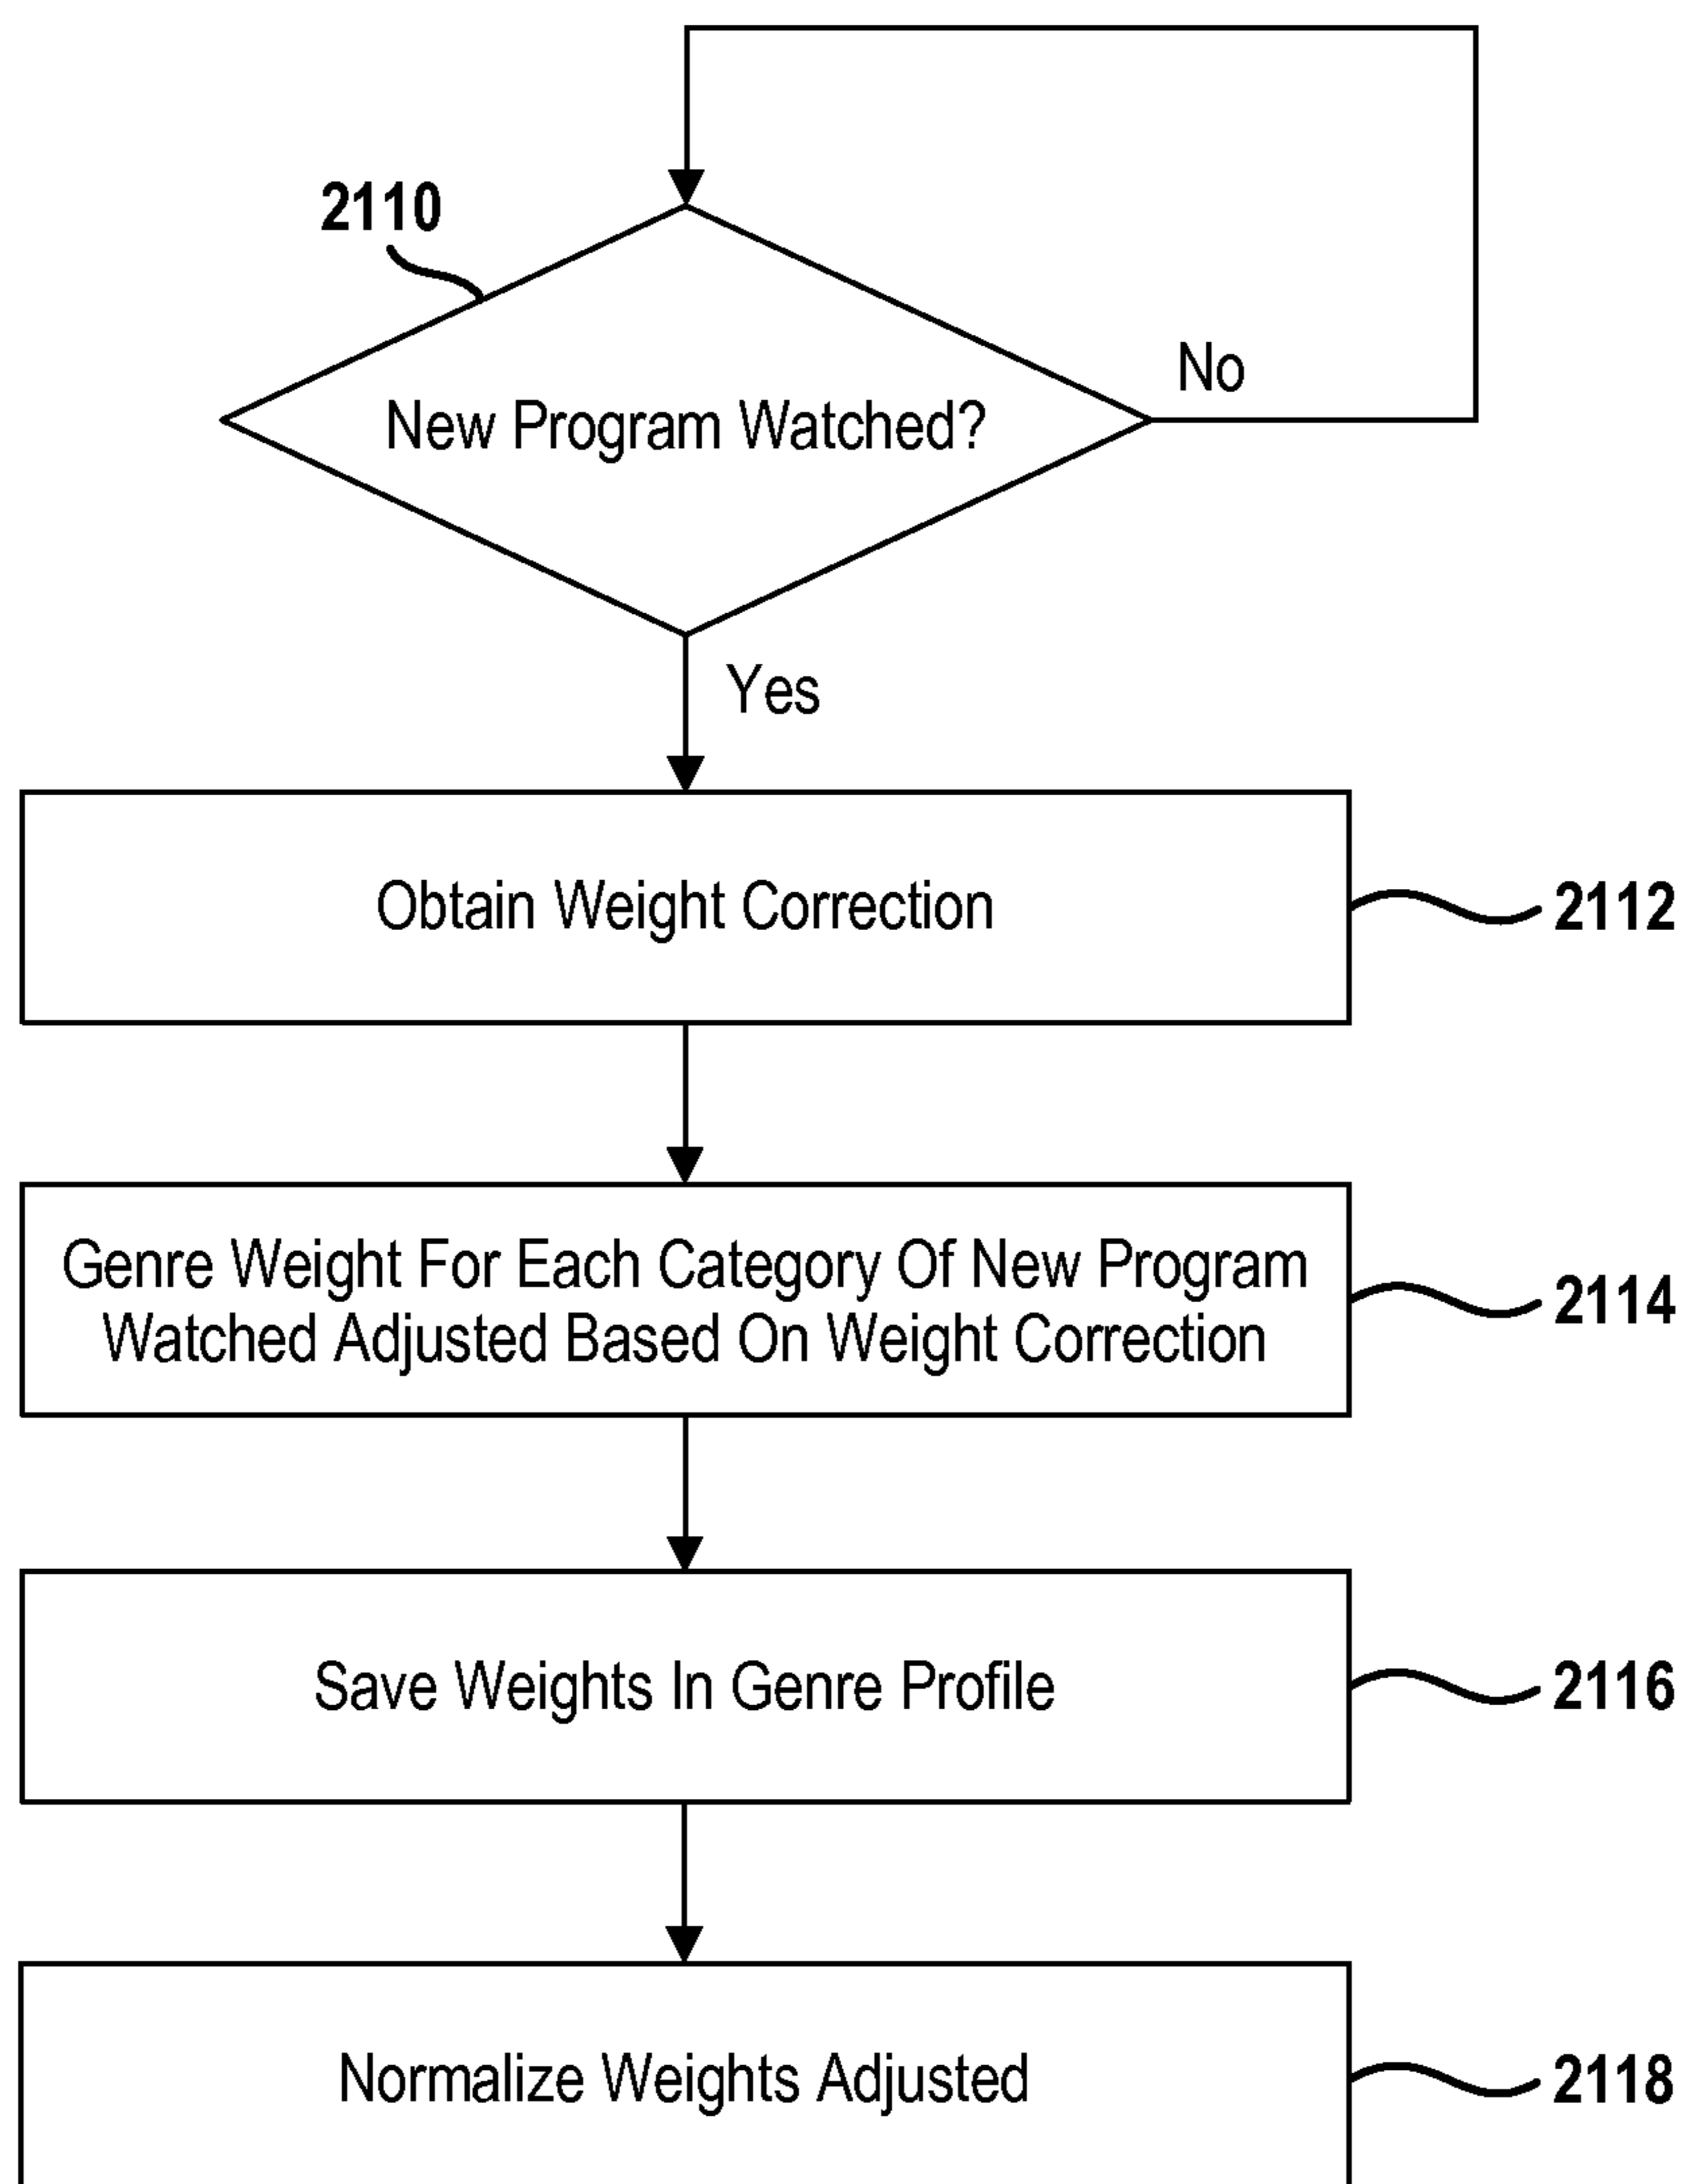 2110
New Program Watched?
No
Yes
Obtain Weight Correction
2112
Genre Weight For Each Category Of New Program
Watched Adjusted Based On Weight Correction
2114
Save Weights In Genre Profile
2116
Normalize Weights Adjusted
2118